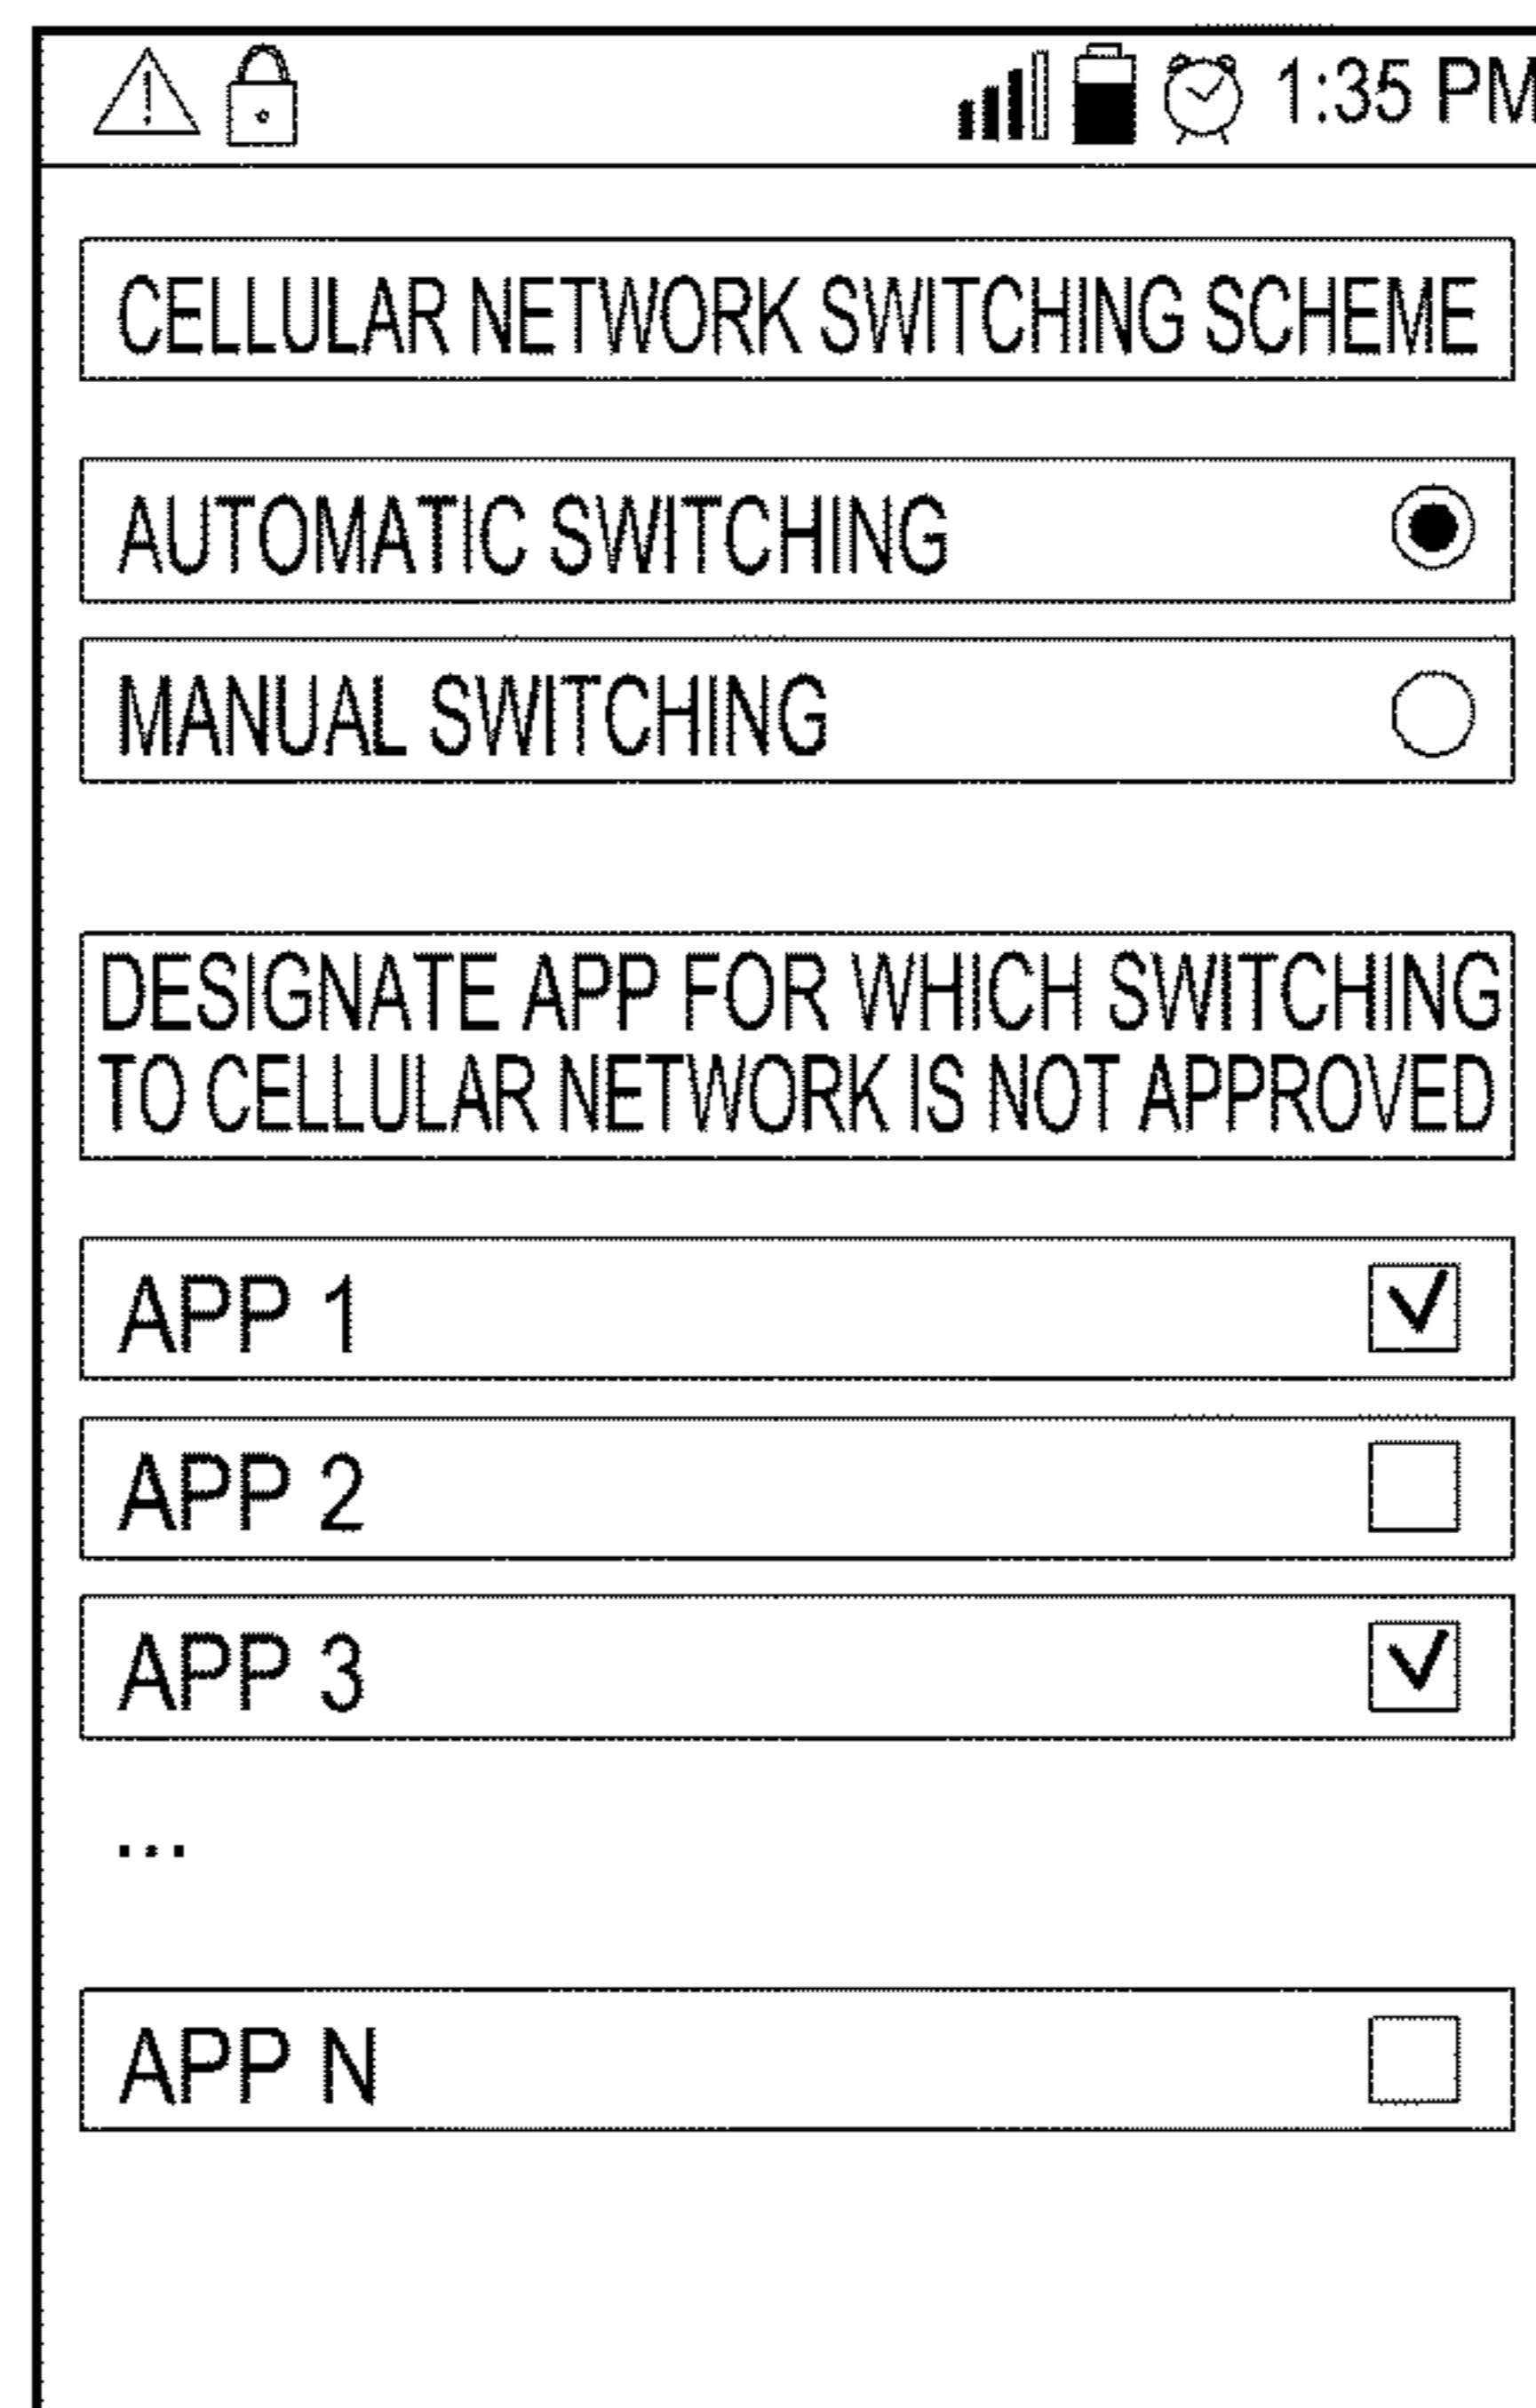 1:35 PM
CELLULAR NETWORK SWITCHING SCHEME
AUTOMATIC SWITCHING
MANUAL SWITCHING
DESIGNATE APP FOR WHICH SWITCHING
TO CELLULAR NETWORK IS NOT APPROVED
APP 1
APP 2
APP 3
...
APP N